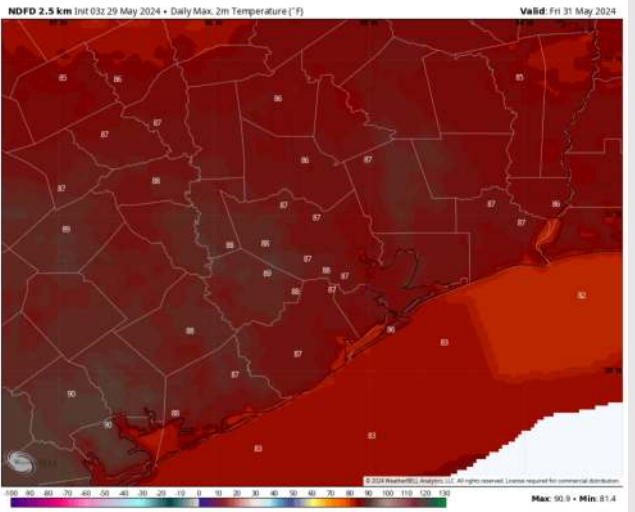 NDFD 2.5 km Init 03z 29 May 2024 • Daily Max. 2m Temperature (°F)
Valid: Fri 31 May 2024
85 86 85
86
87 87
86 87
87 88
87 87 86
87 87
89
88 88 87
89 88 87
88 87
88 86 82
83
87
87
90
88
90
83 83
© 2024 WeatherBELL Analytics, LLC. All rights reserved. License required for commercial distribution.
-100 -90 -80 -70 -60 -50 -40 -30 -20 -10 0 10 20 30 40 50 60 70 80 90 100 110 120 130
Max: 90.9 • Min: 81.4